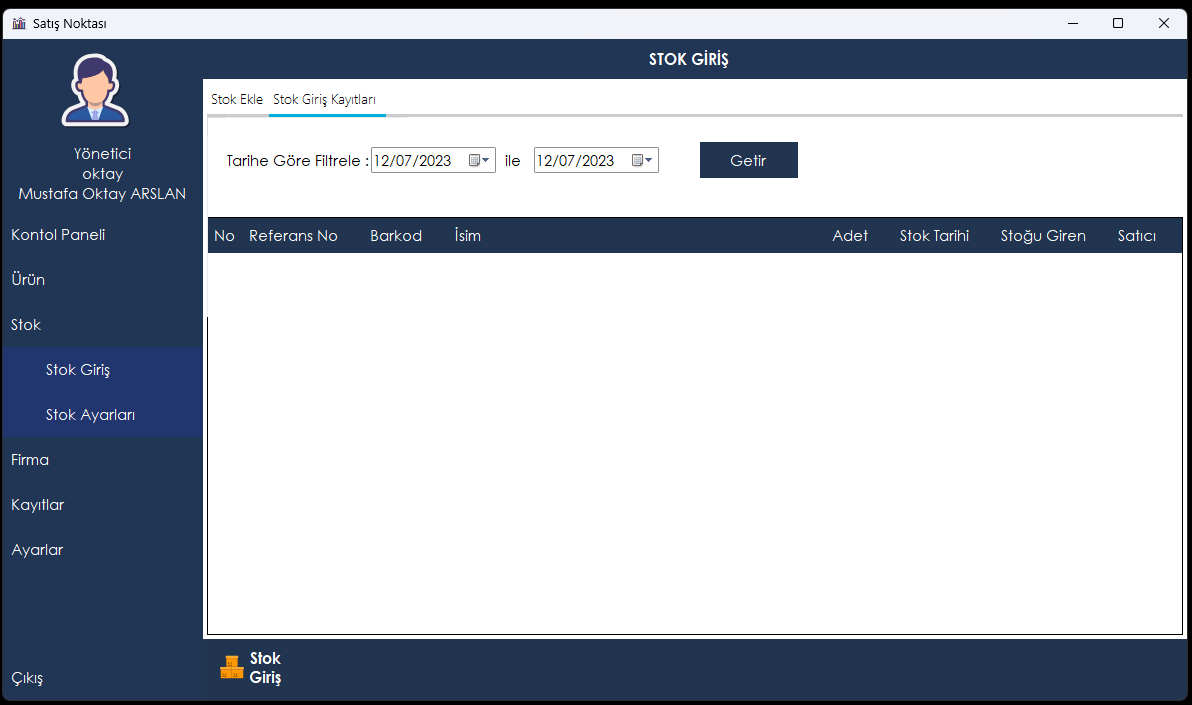 Satış Noktası
STOK GİRİŞ
Yönetici
oktay
Mustafa Oktay ARSLAN
Kontol Paneli
Ürün
Stok
Stok Giriş
Stok Ayarları
Firma
Kayıtlar
Ayarlar
Çıkış
Stok Ekle Stok Giriş Kayıtları
Tarihe Göre Filtrele : 12/07/2023 ile 12/07/2023 Getir
No Referans No Barkod İsim Adet Stok Tarihi Stoğu Giren Satıcı
Stok
Giriş